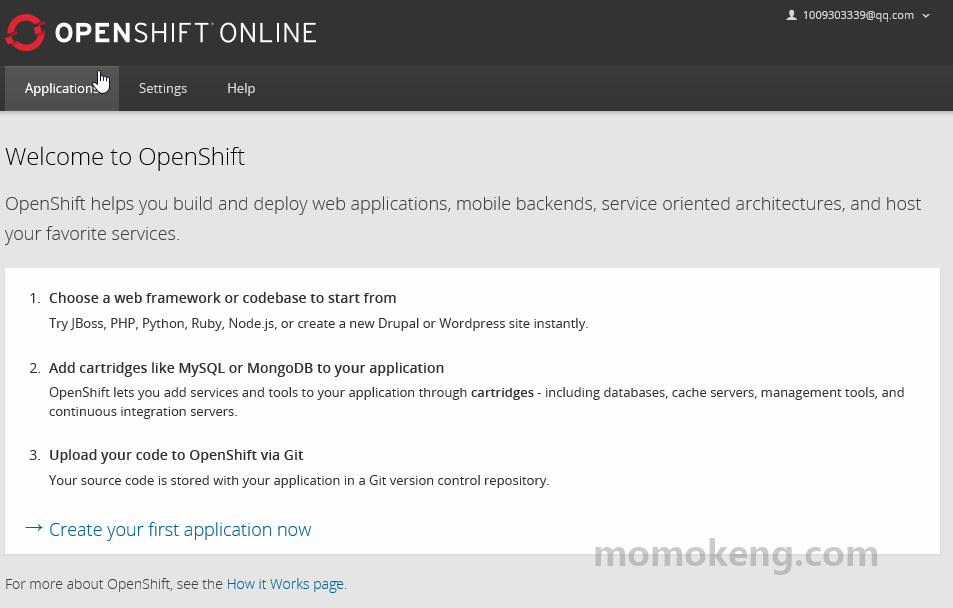 OPENSHIFT ONLINE
1009303339@qq.com
Applications
Settings
Help
Welcome to OpenShift
OpenShift helps you build and deploy web applications, mobile backends, service oriented architectures, and host
your favorite services.
1. Choose a web framework or codebase to start from
Try JBoss, PHP, Python, Ruby, Node.js, or create a new Drupal or Wordpress site instantly.
2. Add cartridges like MySQL or MongoDB to your application
OpenShift lets you add services and tools to your application through cartridges - including databases, cache servers, management tools, and
continuous integration servers.
3. Upload your code to OpenShift via Git
Your source code is stored with your application in a Git version control repository.
→ Create your first application now
momokeng.com
For more about OpenShift, see the How it Works page.